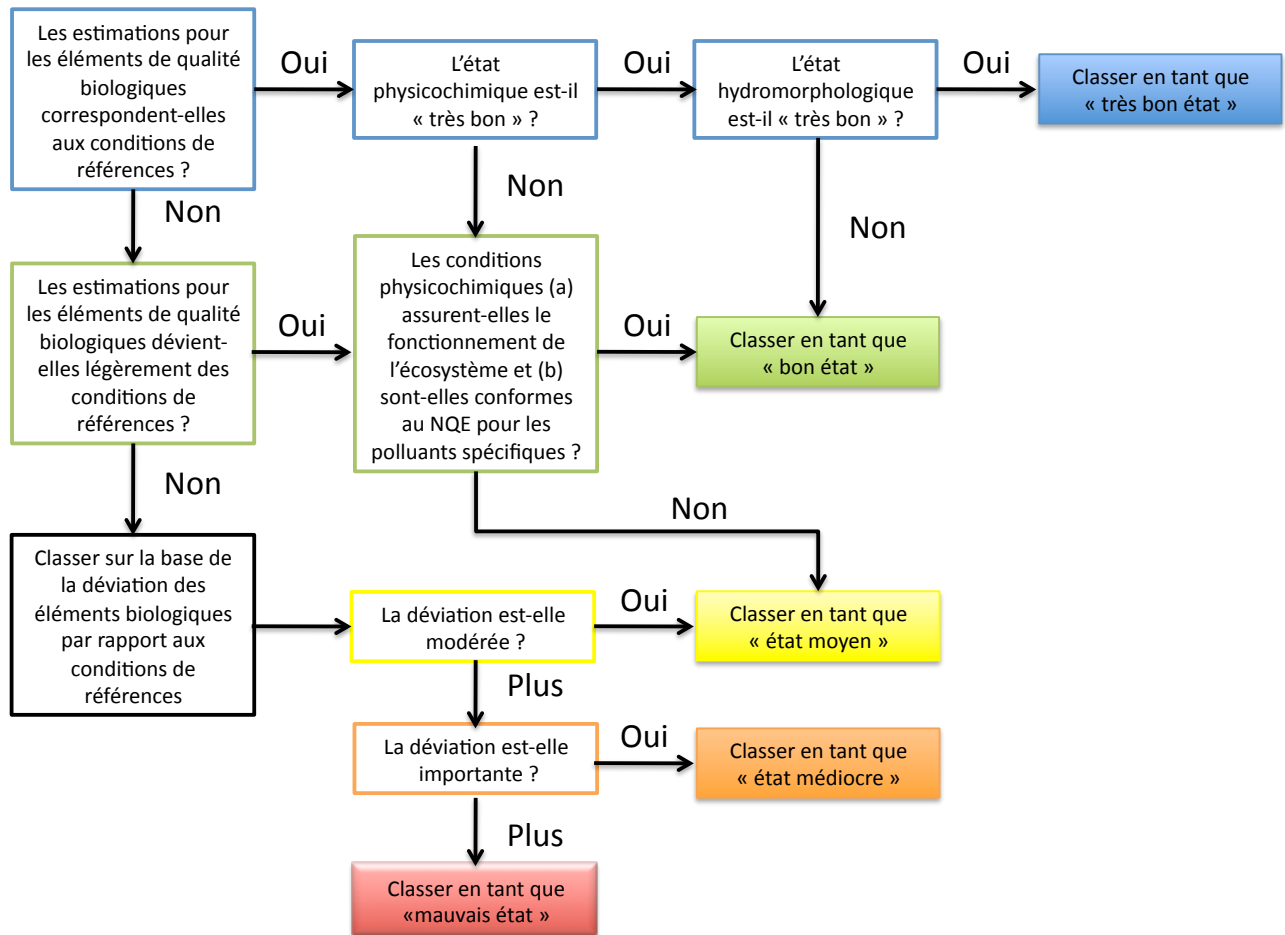 Les estimations pour
les éléments de qualité
biologiques
correspondent-elles
aux conditions de
références ?
Oui
L'état
physicochimique est-il
« très bon » ?
Oui
L'état
hydromorphologique
est-il « très bon » ?
Oui
Classer en tant que
« très bon état »
Non
Non
Non
Les estimations pour
les éléments de qualité
biologiques dévient-
elles légèrement des
conditions de
références ?
Oui
Les conditions
physicochimiques (a)
assurent-elles le
fonctionnement de
l'écosystème et (b)
sont-elles conformes
au NQE pour les
polluants spécifiques ?
Oui
Classer en tant que
« bon état »
Non
Non
Classer sur la base de
la déviation des
éléments biologiques
par rapport aux
conditions de
références
La déviation est-elle
modérée ?
Oui
Classer en tant que
« état moyen »
Plus
La déviation est-elle
importante ?
Oui
Classer en tant que
« état médiocre »
Plus
Classer en tant que
«mauvais état »